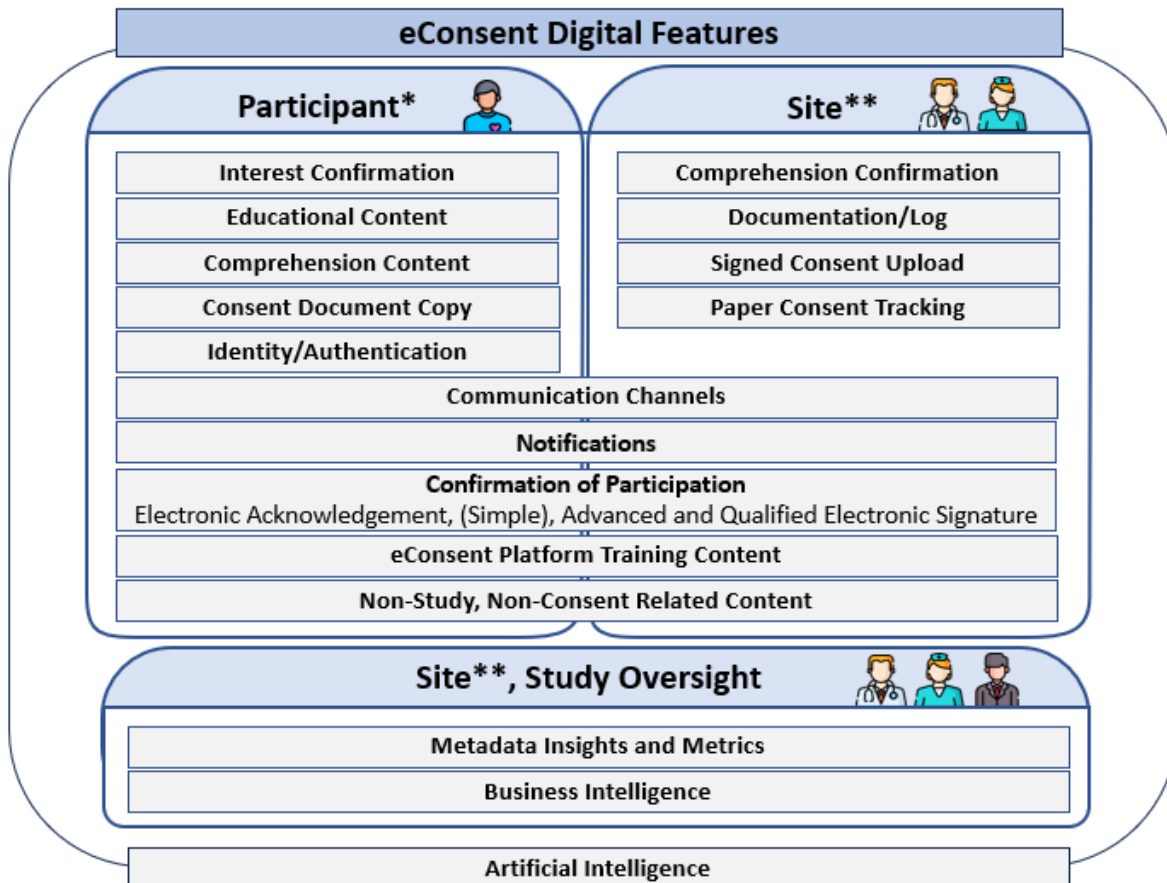 eConsent Digital Features
Participant*
Interest Confirmation
Educational Content
Comprehension Content
Consent Document Copy
Identity/Authentication
Site**
Comprehension Confirmation
Documentation/Log
Signed Consent Upload
Paper Consent Tracking
Communication Channels
Notifications
Confirmation of Participation
Electronic Acknowledgement, (Simple), Advanced and Qualified Electronic Signature
eConsent Platform Training Content
Non-Study, Non-Consent Related Content
Site**, Study Oversight
Metadata Insights and Metrics
Business Intelligence
Artificial Intelligence